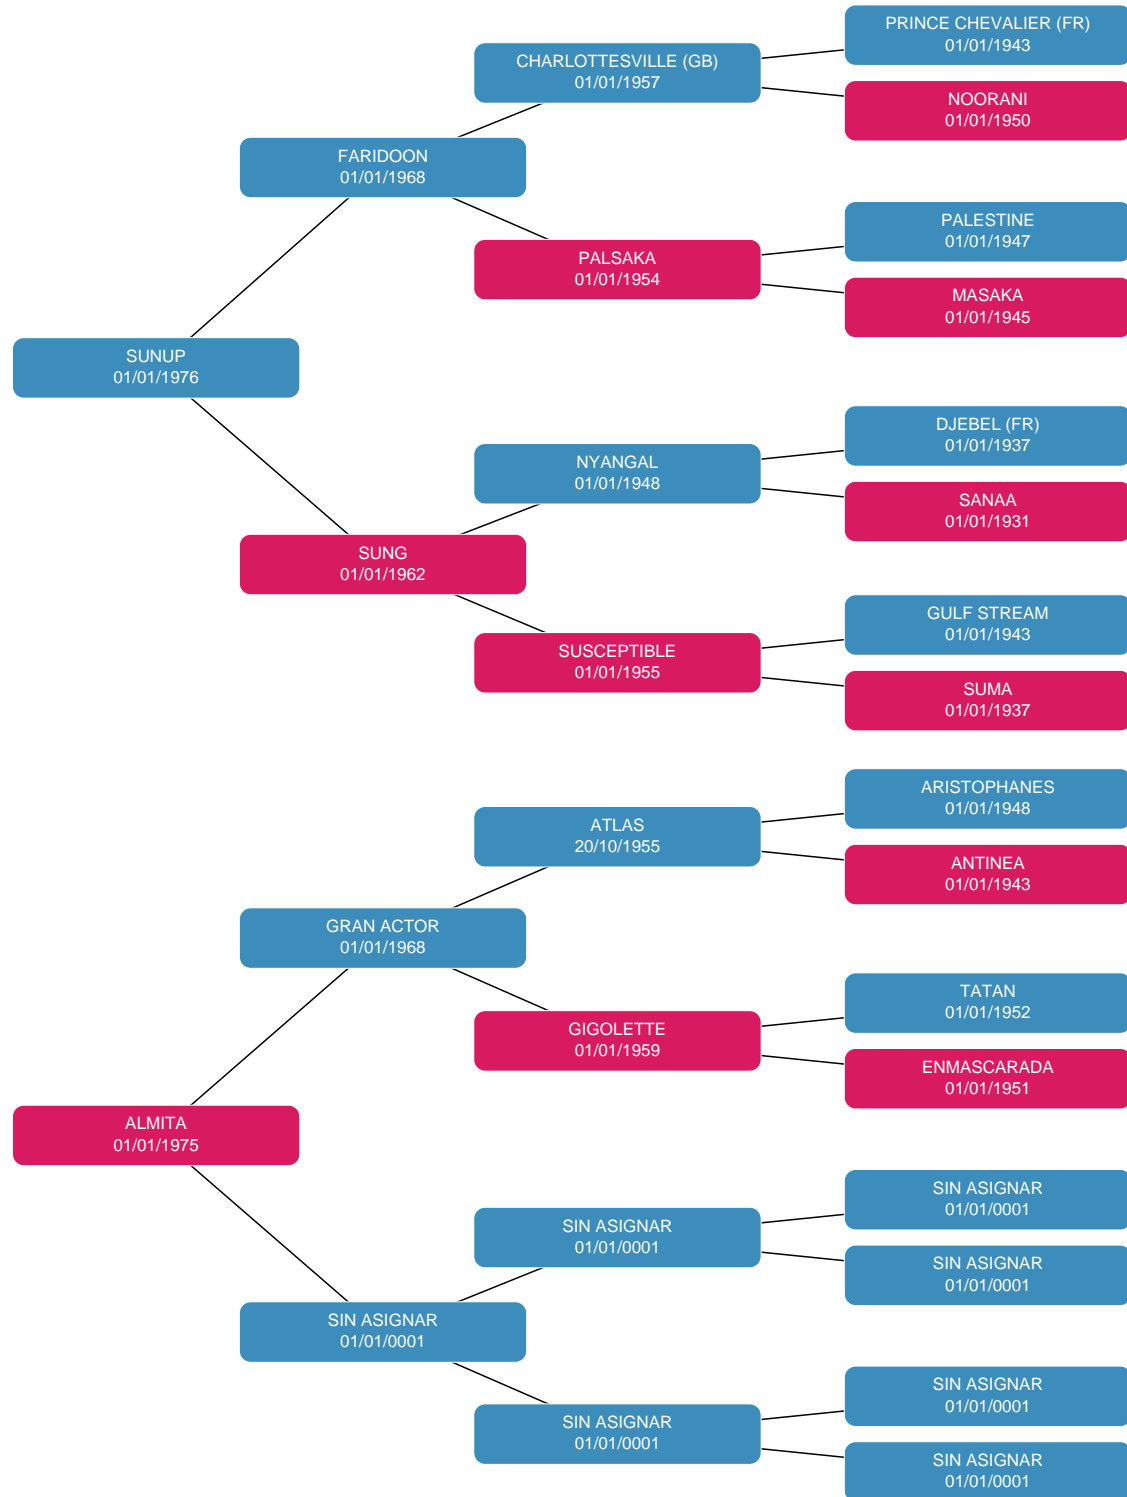 PRINCE CHEVALIER (FR)
01/01/1943
CHARLOTTESVILLE (GB)
01/01/1957
NOORANI
01/01/1950
FARIDOON
01/01/1968
PALESTINE
01/01/1947
PALSAKA
01/01/1954
MASAKA
01/01/1945
SUNUP
01/01/1976
DJEBEL (FR)
01/01/1937
NYANGAL
01/01/1948
SANAA
01/01/1931
SUNG
01/01/1962
GULF STREAM
01/01/1943
SUSCEPTIBLE
01/01/1955
SUMA
01/01/1937
ARISTOPHANES
01/01/1948
ATLAS
20/10/1955
ANTINEA
01/01/1943
GRAN ACTOR
01/01/1968
TATAN
01/01/1952
GIGOLETTE
01/01/1959
ENMASCARADA
01/01/1951
ALMITA
01/01/1975
SIN ASIGNAR
01/01/0001
SIN ASIGNAR
01/01/0001
SIN ASIGNAR
01/01/0001
SIN ASIGNAR
01/01/0001
SIN ASIGNAR
01/01/0001
SIN ASIGNAR
01/01/0001
SIN ASIGNAR
01/01/0001